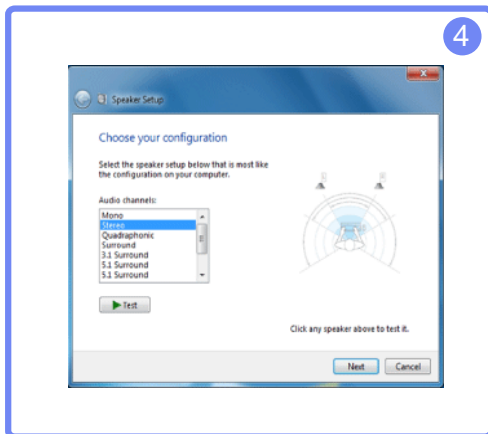 4
Speaker Setup
Choose your configuration
Select the speaker setup below that is most like
the configuration on your computer.
Audio channels:
Mono
Stereo
Quadraphonic
Surround
3.1 Surround
5.1 Surround
5.1 Surround
Test
Click any speaker above to test it.
Next Cancel